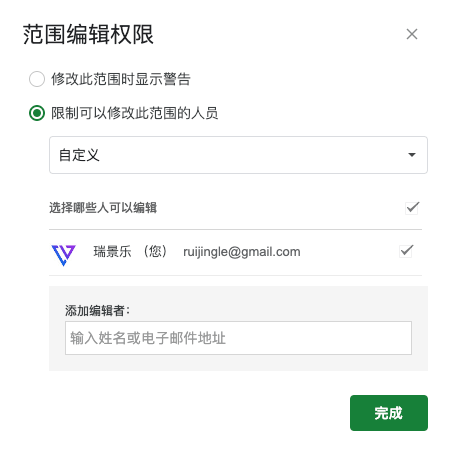 范围编辑权限
修改此范围时显示警告
限制可以修改此范围的人员
自定义
选择哪些人可以编辑
瑞景乐 （您） ruijingle@gmail.com
添加编辑者：
输入姓名或电子邮件地址
完成